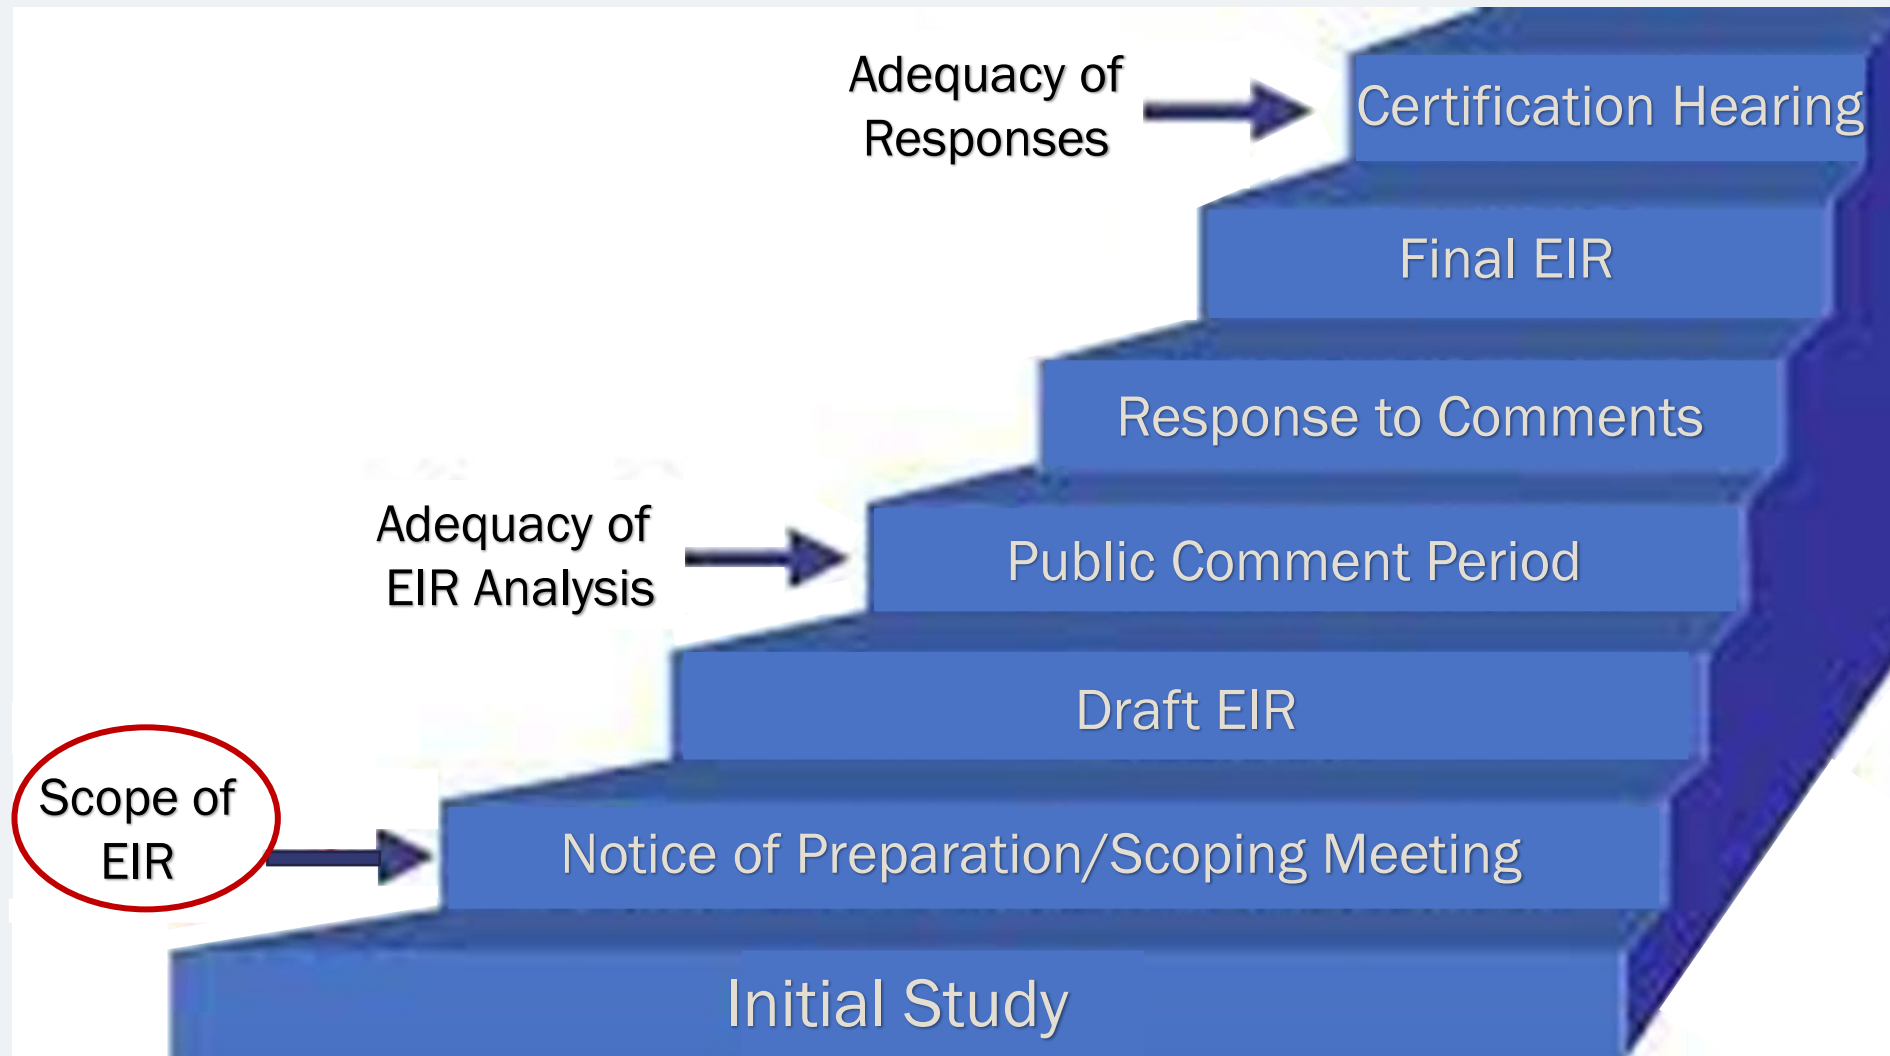 Adequacy of
Responses
Certification Hearing
Final EIR
Response to Comments
Adequacy of
EIR Analysis
Public Comment Period
Draft EIR
Scope of
EIR
Notice of Preparation/Scoping Meeting
Initial Study